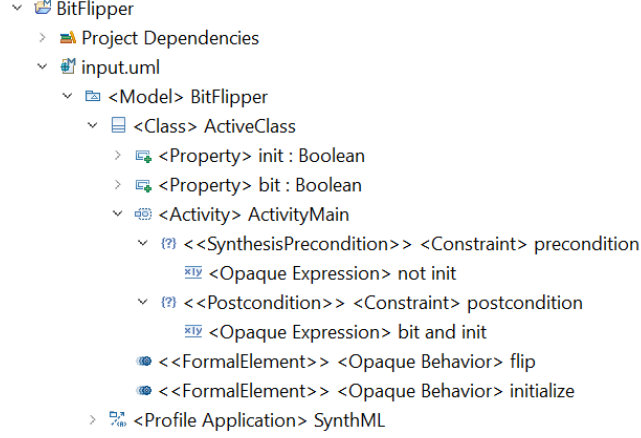 BitFlipper
Project Dependencies
input.uml
<Model> BitFlipper
<Class> ActiveClass
<Property> init : Boolean
<Property> bit : Boolean
<Activity> ActivityMain
<<SynthesisPrecondition>> <Constraint> precondition
<Opaque Expression> not init
<<Postcondition>> <Constraint> postcondition
<Opaque Expression> bit and init
<<FormalElement>> <Opaque Behavior> flip
<<FormalElement>> <Opaque Behavior> initialize
<Profile Application> SynthML